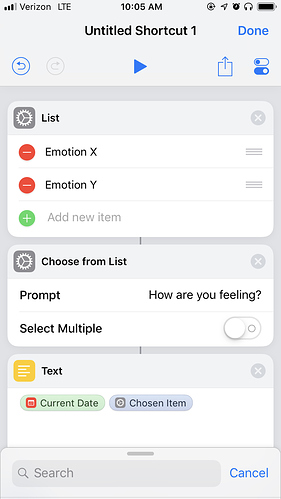 Verizon LTE 10:05 AM
Untitled Shortcut 1 Done
List
Emotion X
Emotion Y
Add new item
Choose from List
Prompt How are you feeling?
Select Multiple
Text
Current Date Chosen Item
Search Cancel